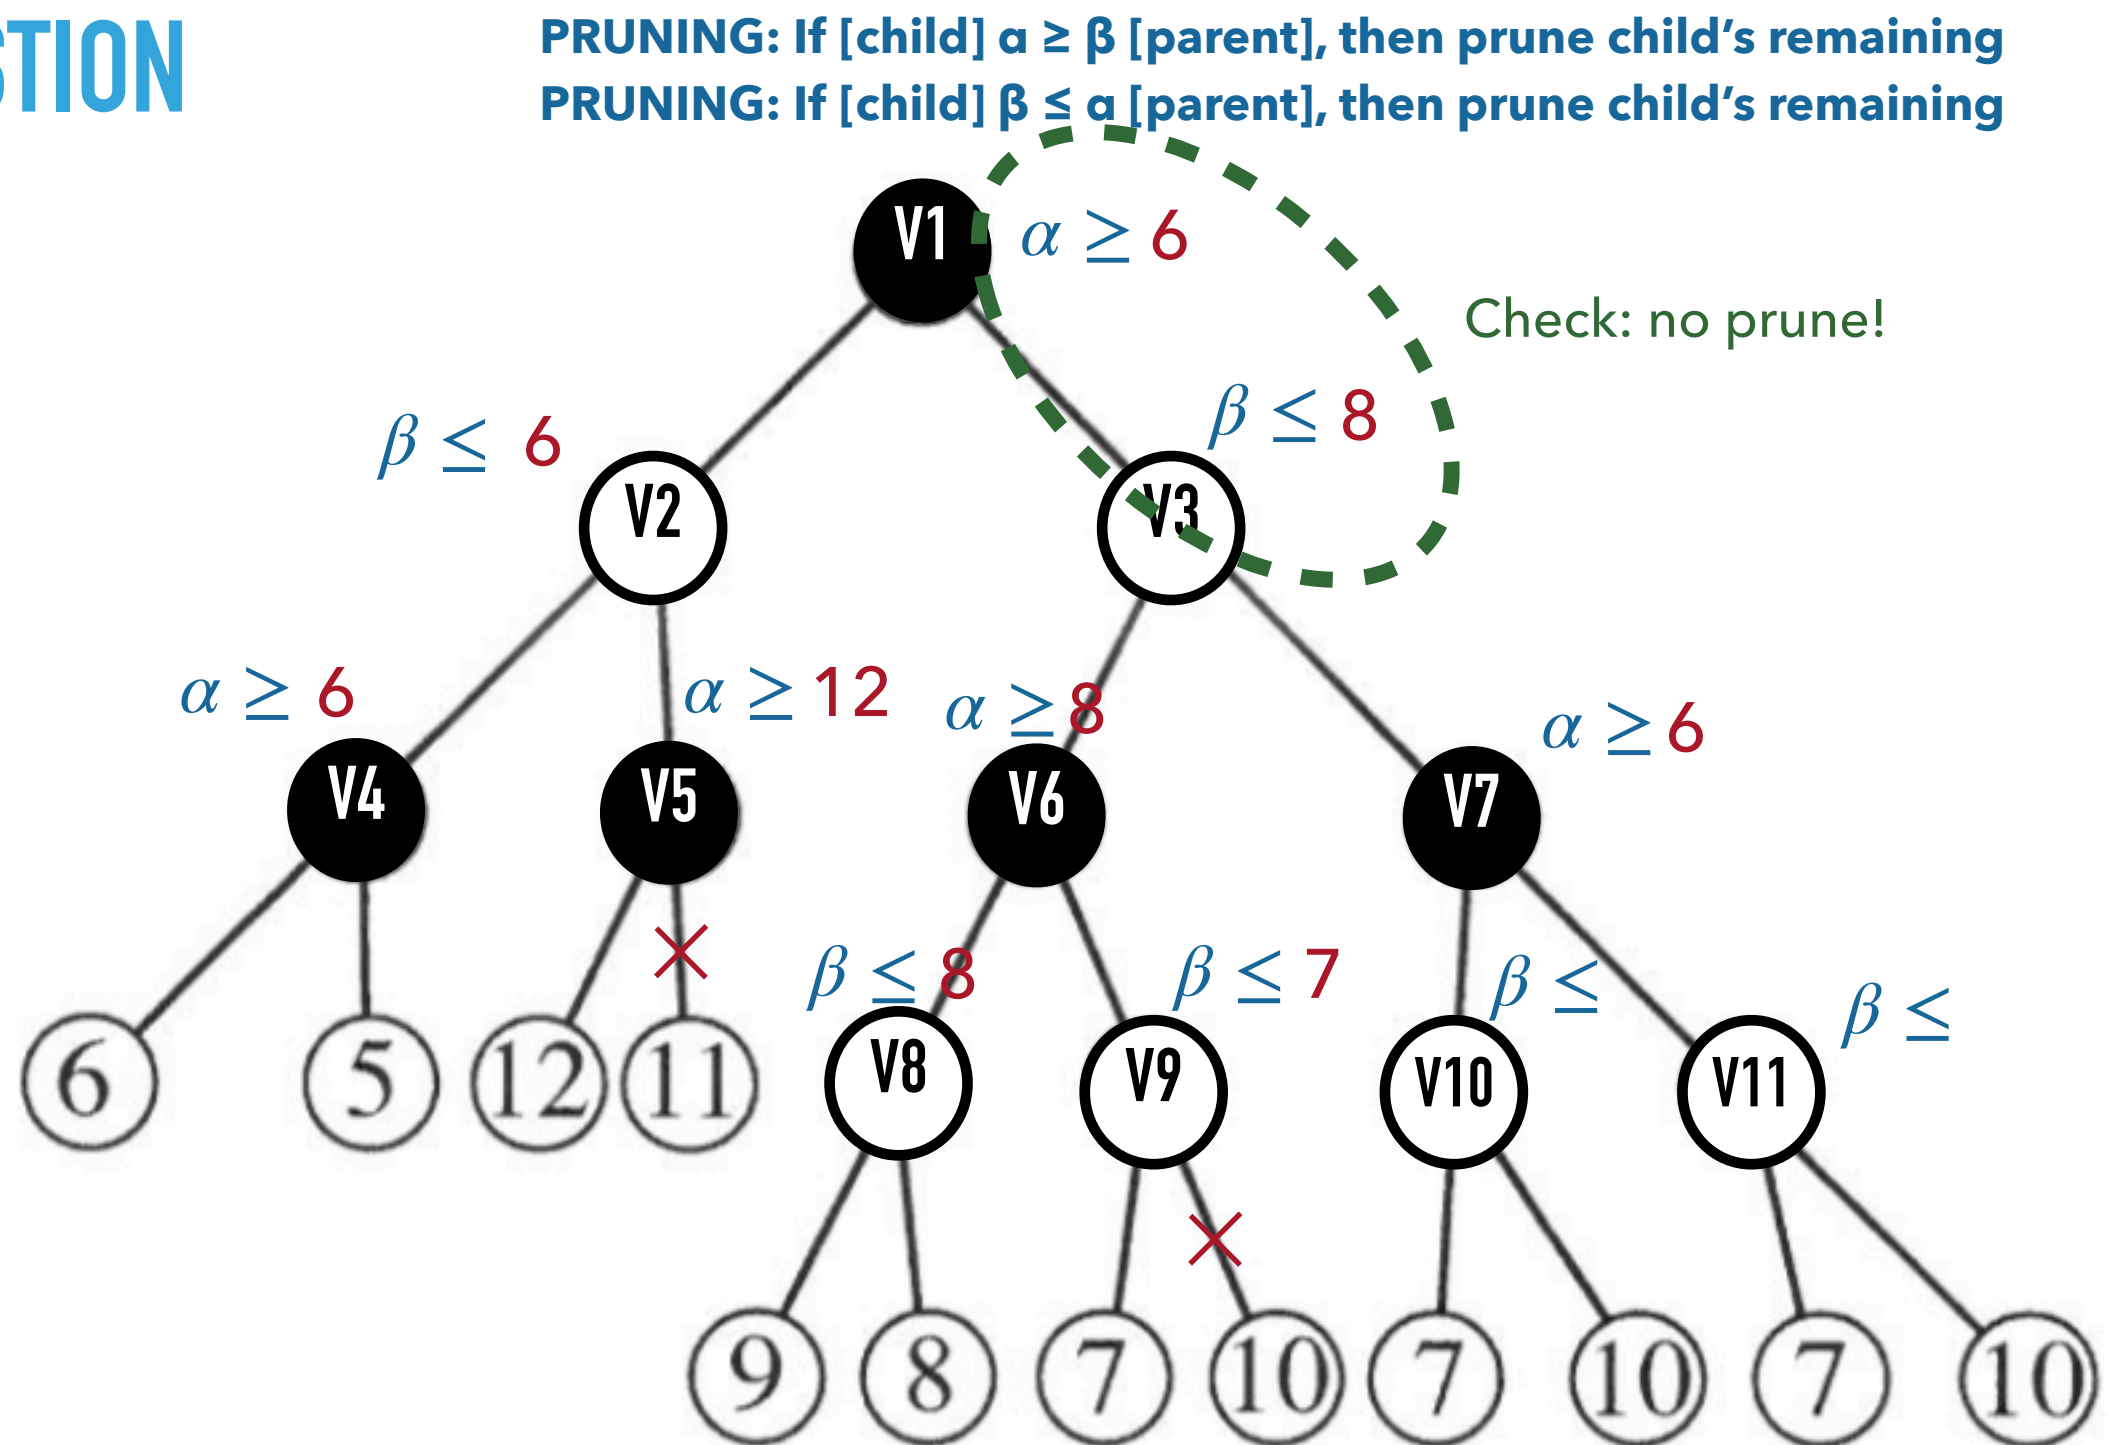 STION
PRUNING: If [child] α ≥ β [parent], then prune child’s remaining
PRUNING: If [child] β ≤ α [parent], then prune child’s remaining
V1
α ≥ 6
Check: no prune!
β ≤ 6
β ≤ 8
V2
V3
α ≥ 6
α ≥ 12
α ≥ 8
α ≥ 6
V4
V5
V6
V7
β ≤ 8
β ≤ 7
β ≤
β ≤
6
5
12
11
V8
V9
V10
V11
9
8
7
10
7
10
7
10